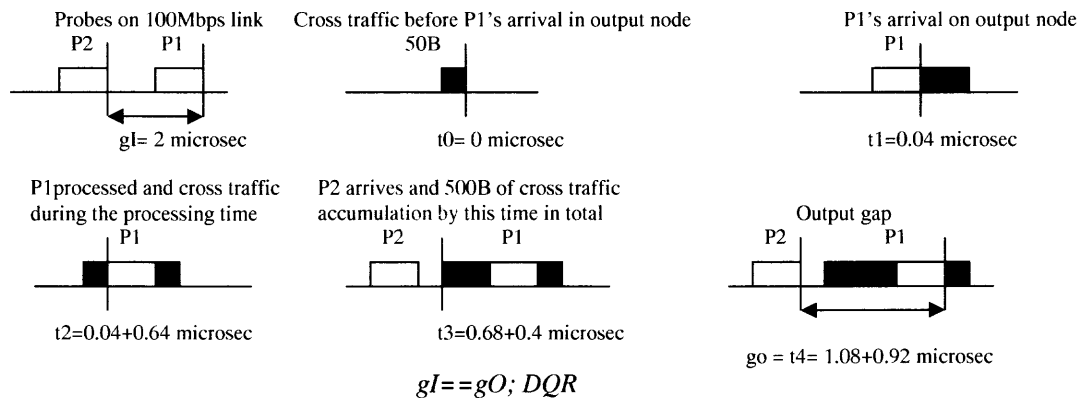 Probes on 100Mbps link
P2
P1
gI= 2 microsec
Cross traffic before P1's arrival in output node
50B
t0= 0 microsec
P1's arrival on output node
P1
t1=0.04 microsec
P1processed and cross traffic
during the processing time
P1
t2=0.04+0.64 microsec
P2 arrives and 500B of cross traffic
accumulation by this time in total
P2
P1
t3=0.68+0.4 microsec
Output gap
P2
P1
go = t4= 1.08+0.92 microsec
gI==gO; DQR